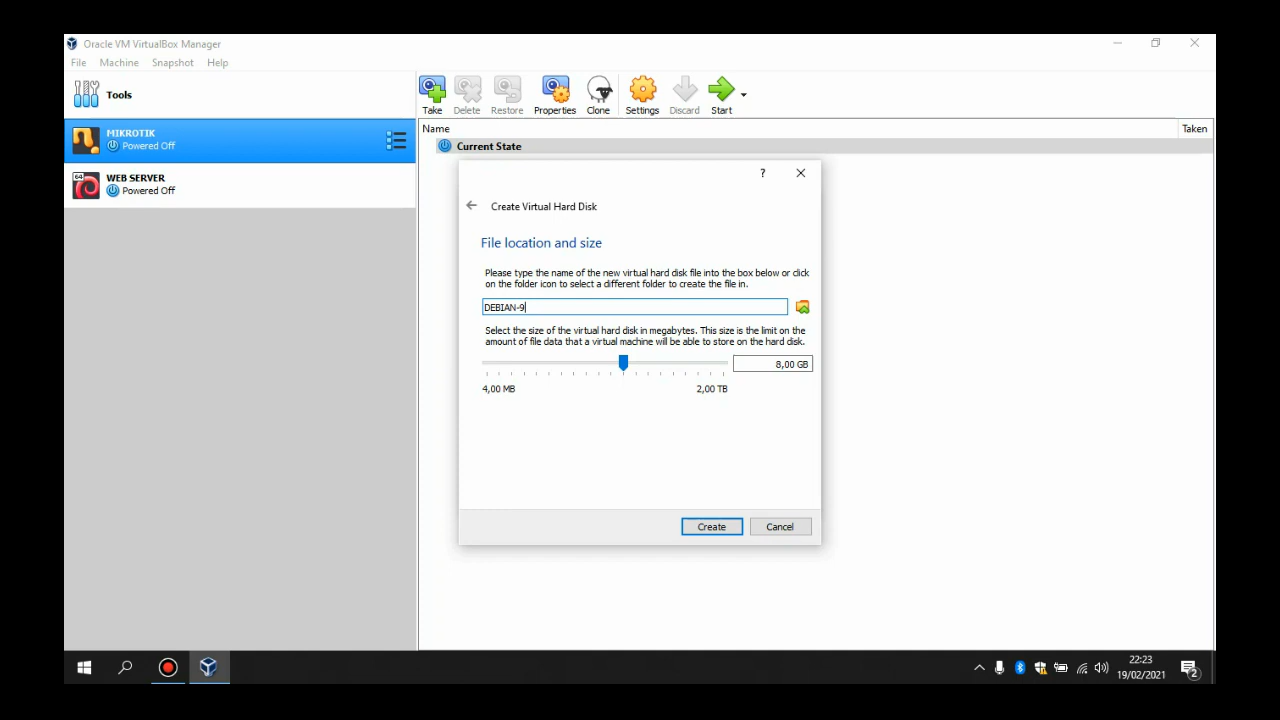 Oracle VM VirtualBox Manager
File Machine Snapshot Help
Tools
Take Delete Restore Properties Clone Settings Discard Start
MIKROTIK
Powered Off
64
WEB SERVER
Powered Off
Name Taken
Current State
?
Create Virtual Hard Disk
File location and size
Please type the name of the new virtual hard disk file into the box below or click
on the folder icon to select a different folder to create the file in.
DEBIAN-9
Select the size of the virtual hard disk in megabytes. This size is the limit on the
amount of file data that a virtual machine will be able to store on the hard disk.
8,00 GB
4,00 MB 2,00 TB
Create Cancel
22:23
19/02/2021
2